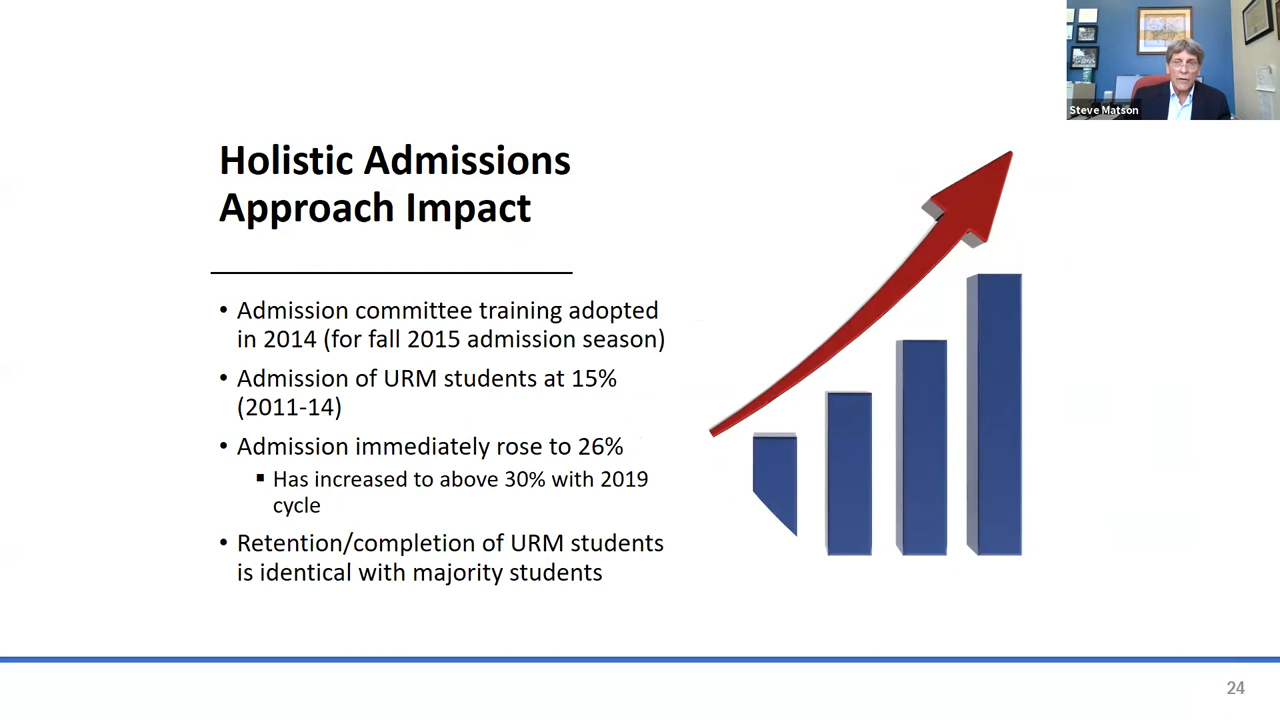 Steve Matson
Holistic Admissions
Approach Impact
• Admission committee training adopted
in 2014 (for fall 2015 admission season)
• Admission of URM students at 15%
(2011-14)
• Admission immediately rose to 26%
▪ Has increased to above 30% with 2019
cycle
• Retention/completion of URM students
is identical with majority students
24